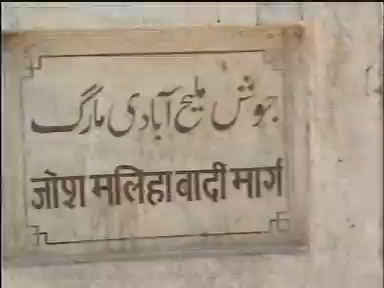 جوش ملیح آبادی مارگ
जोश मलिहाबादी मार्ग